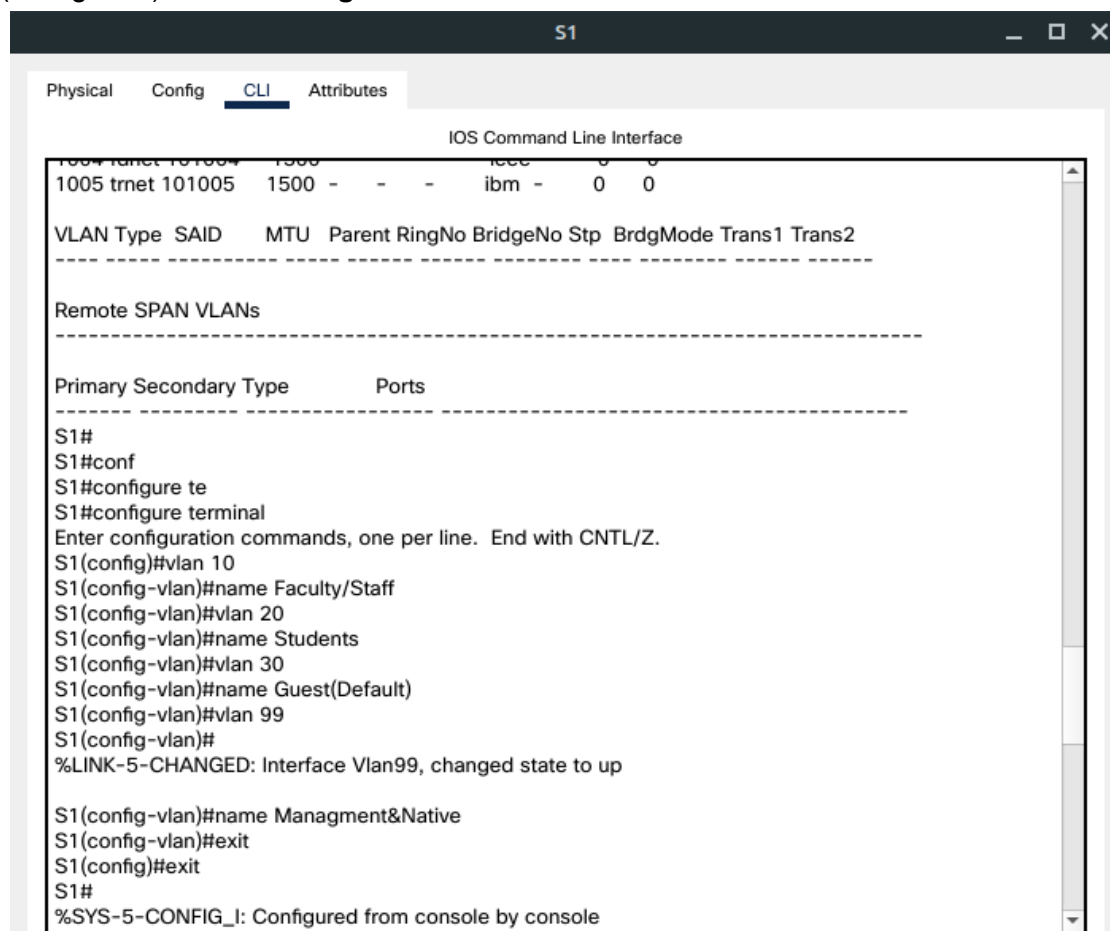 S1
Physical Config CLI Attributes
IOS Command Line Interface
1005 trnet 101005 1500 - - - ibm - 0 0
VLAN Type SAID MTU Parent RingNo BridgeNo Stp BrdgMode Trans1 Trans2
---- ----- ---------- ----- ------ ------ -------- ---- -------- ------ ------
Remote SPAN VLANs
------------------------------------------------------------------------------
Primary Secondary Type Ports
------- --------- ----------------- ------------------------------------------
S1#
S1#conf
S1#configure te
S1#configure terminal
Enter configuration commands, one per line. End with CNTL/Z.
S1(config)#vlan 10
S1(config-vlan)#name Faculty/Staff
S1(config-vlan)#vlan 20
S1(config-vlan)#name Students
S1(config-vlan)#vlan 30
S1(config-vlan)#name Guest(Default)
S1(config-vlan)#vlan 99
S1(config-vlan)#
%LINK-5-CHANGED: Interface Vlan99, changed state to up
S1(config-vlan)#name Managment&Native
S1(config-vlan)#exit
S1(config)#exit
S1#
%SYS-5-CONFIG_I: Configured from console by console